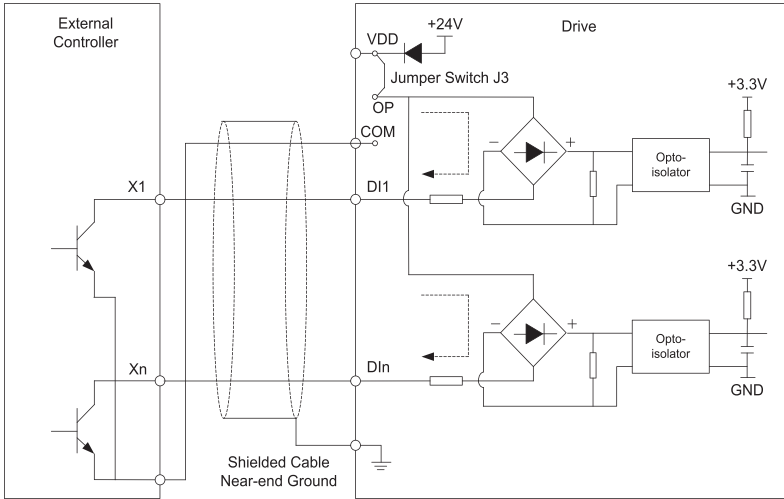 External
Controller
+24V
Drive
VDD
Jumper Switch J3
OP
COM
+3.3V
− +
Opto-
isolator
GND
X1
DI1
+3.3V
− +
Opto-
isolator
GND
Xn
DIn
Shielded Cable
Near-end Ground